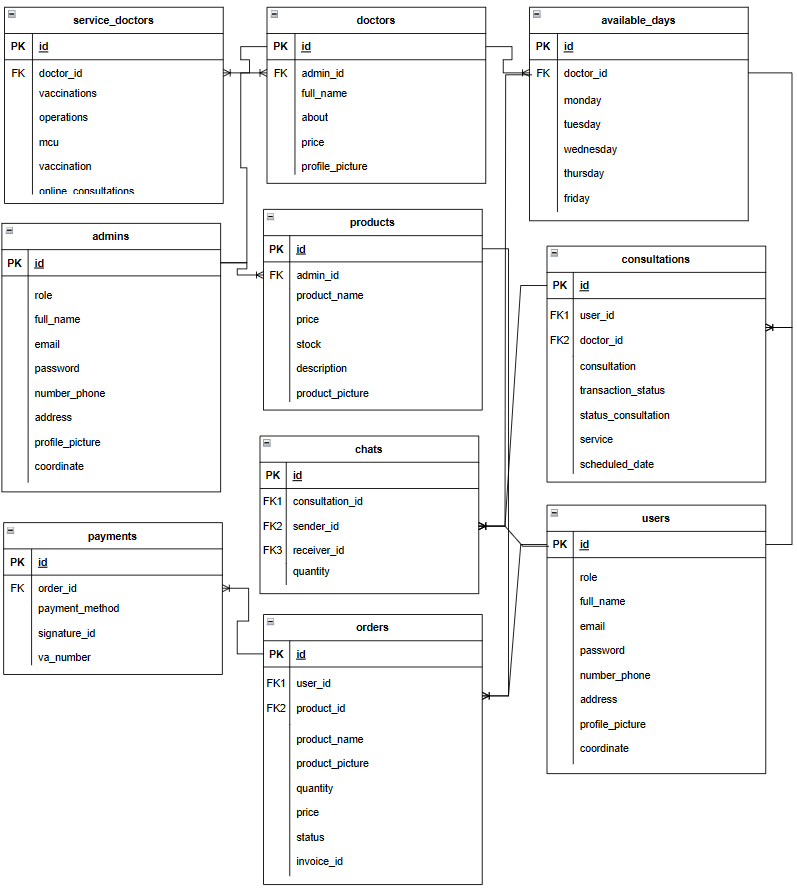 service_doctors
PK id
FK doctor_id
vaccinations
operations
mcu
vaccination
online_consultations
doctors
PK id
FK admin_id
full_name
about
price
profile_picture
available_days
PK id
FK doctor_id
monday
tuesday
wednesday
thursday
friday
admins
PK id
role
full_name
email
password
number_phone
address
profile_picture
coordinate
products
PK id
FK admin_id
product_name
price
stock
description
product_picture
consultations
PK id
FK1 user_id
FK2 doctor_id
consultation
transaction_status
status_consultation
service
scheduled_date
chats
PK id
FK1 consultation_id
FK2 sender_id
FK3 receiver_id
quantity
payments
PK id
FK order_id
payment_method
signature_id
va_number
users
PK id
role
full_name
email
password
number_phone
address
profile_picture
coordinate
orders
PK id
FK1 user_id
FK2 product_id
product_name
product_picture
quantity
price
status
invoice_id